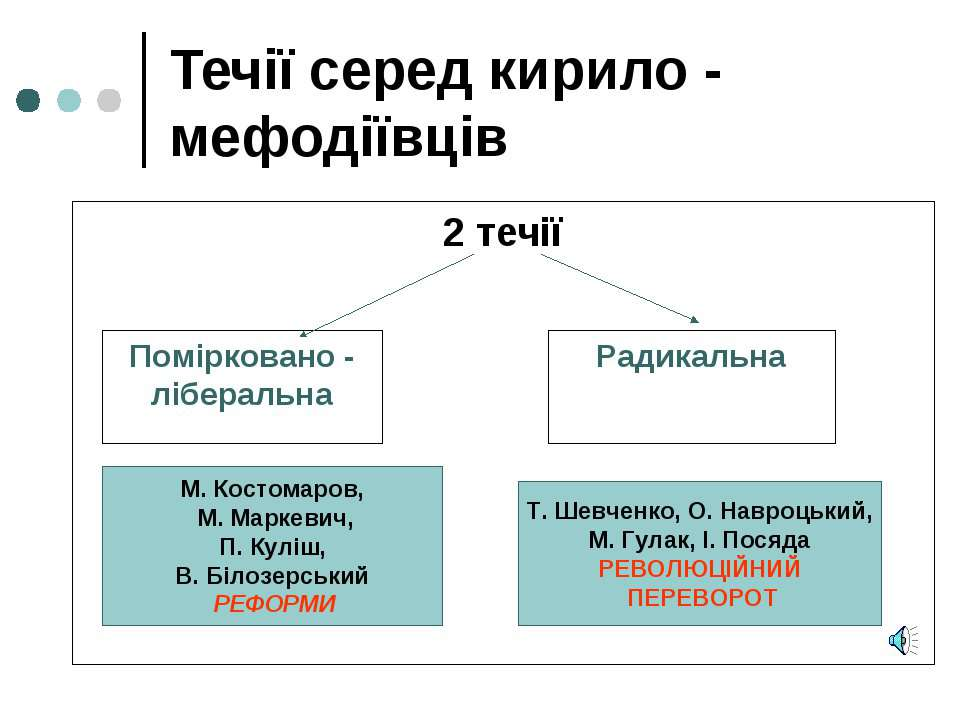 Течії серед кирило -
мефодіївців
2 течії
Помірковано -
ліберальна
Радикальна
М. Костомаров,
М. Маркевич,
П. Куліш,
В. Білозерський
РЕФОРМИ
Т. Шевченко, О. Навроцький,
М. Гулак, І. Посяда
РЕВОЛЮЦІЙНИЙ
ПЕРЕВОРОТ